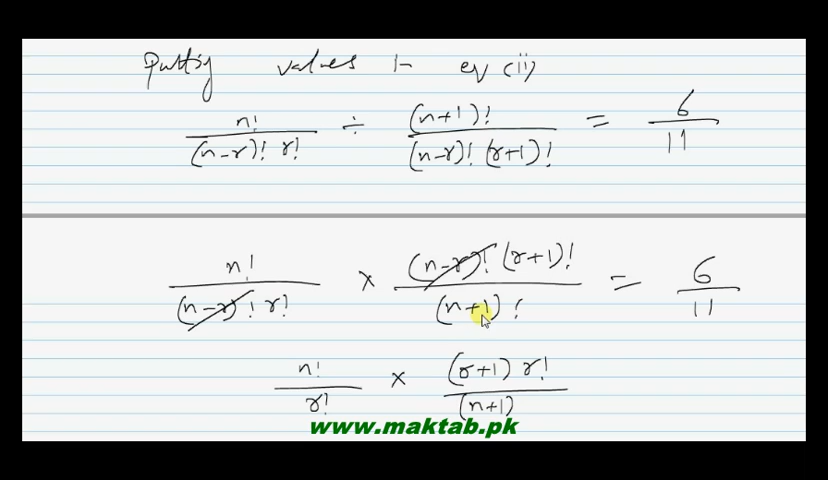 Putting values in eq (ii)
n! / (n-r)! r! ÷ (n+1)! / (n-r)! (r+1)! = 6 / 11
n! / (n-r)! r! × (n-r)! (r+1)! / (n+1)! = 6 / 11
n! / r! × (r+1) r! / (n+1)
www.maktab.pk